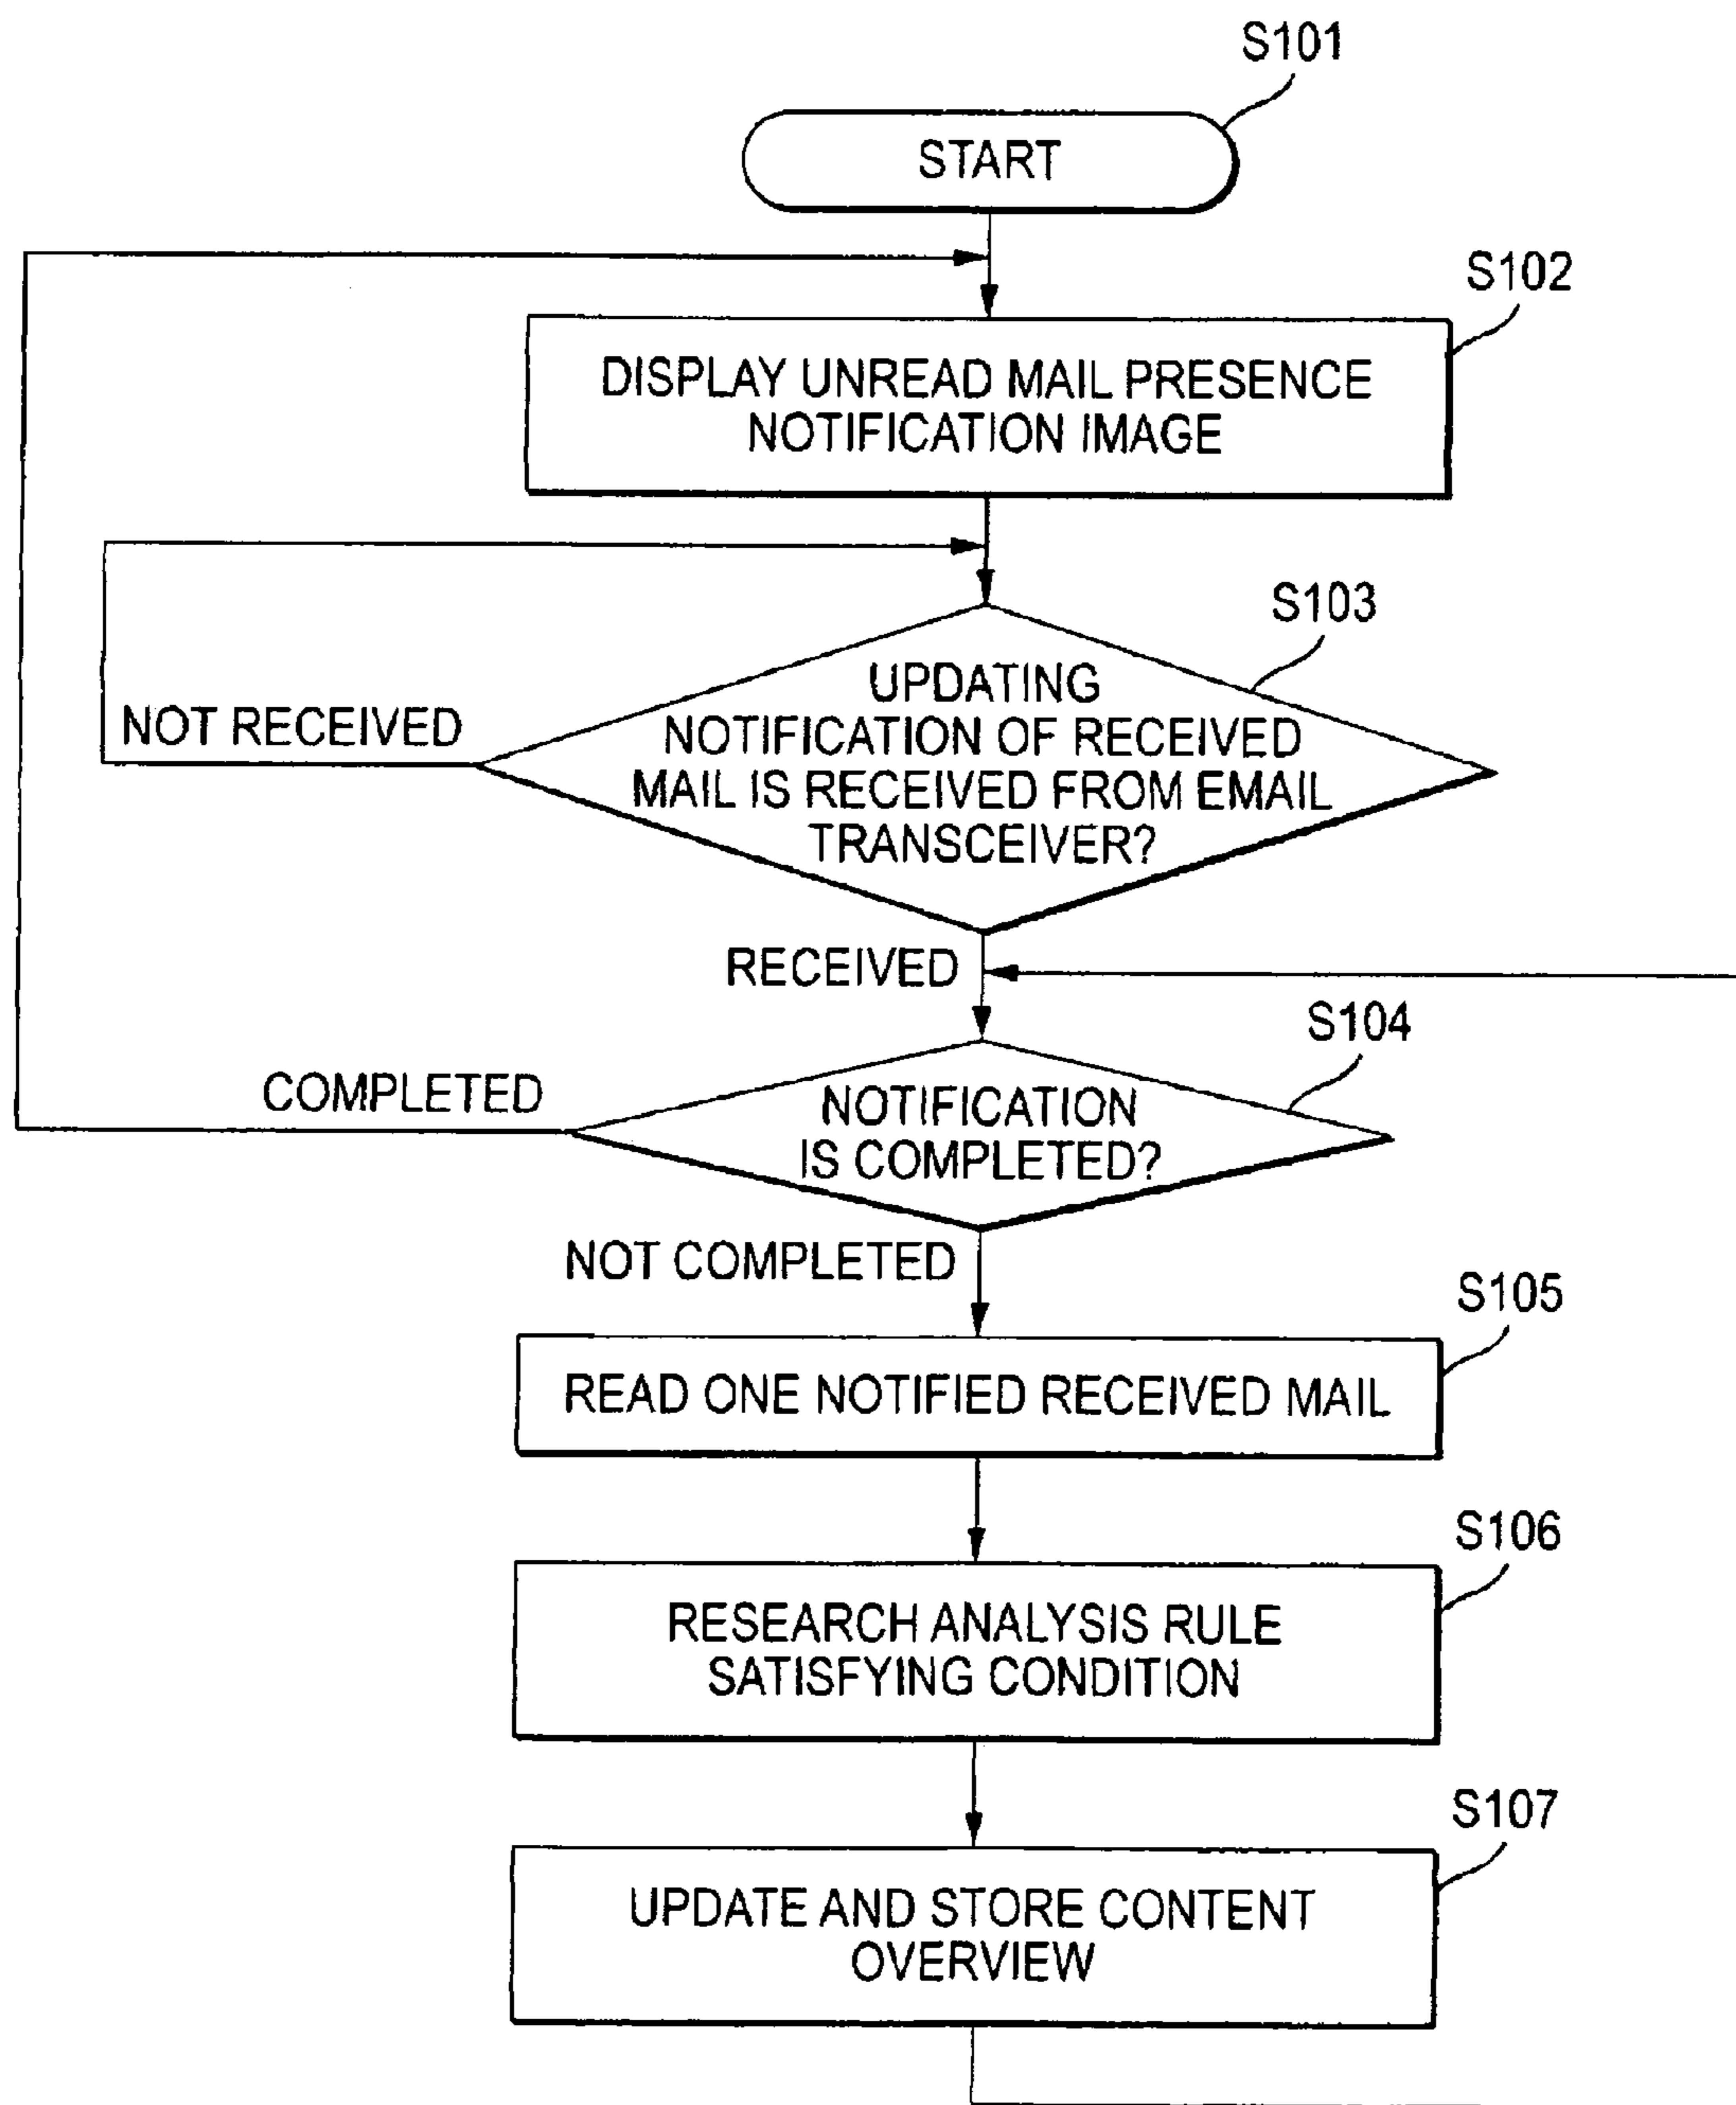 S101
START
S102
DISPLAY UNREAD MAIL PRESENCE
NOTIFICATION IMAGE
S103
UPDATING
NOTIFICATION OF RECEIVED
MAIL IS RECEIVED FROM EMAIL
TRANSCEIVER?
NOT RECEIVED
RECEIVED
S104
NOTIFICATION
IS COMPLETED?
COMPLETED
NOT COMPLETED
S105
READ ONE NOTIFIED RECEIVED MAIL
S106
RESEARCH ANALYSIS RULE
SATISFYING CONDITION
S107
UPDATE AND STORE CONTENT
OVERVIEW